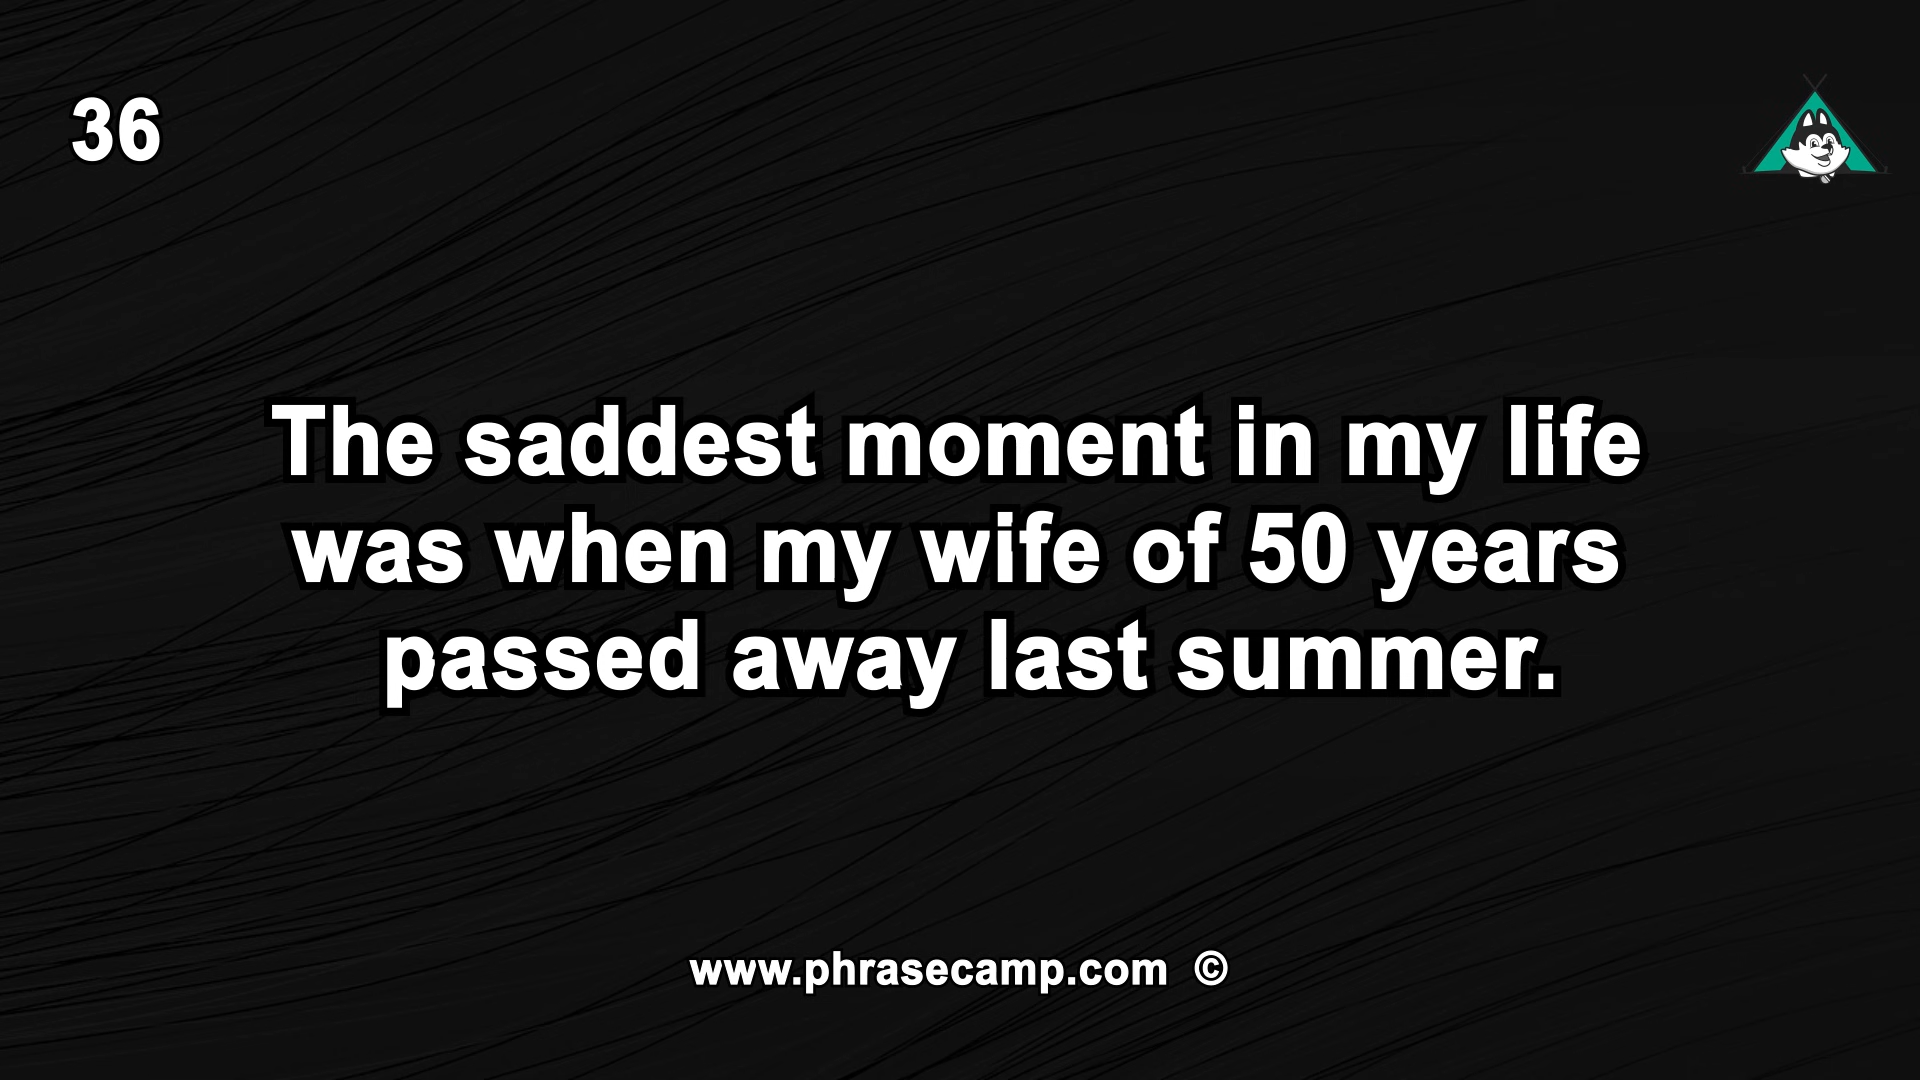 36
The saddest moment in my life
was when my wife of 50 years
passed away last summer.
www.phrasecamp.com ©